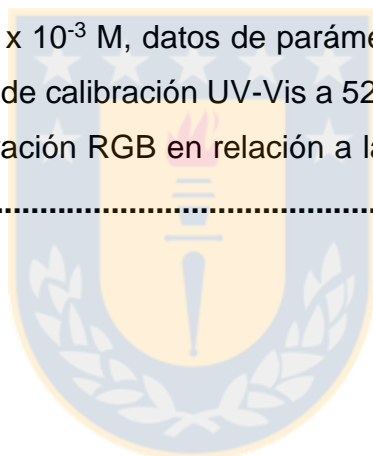 x 10⁻³ M, datos de paráme
de calibración UV-Vis a 52
ación RGB en relación a la
........................................